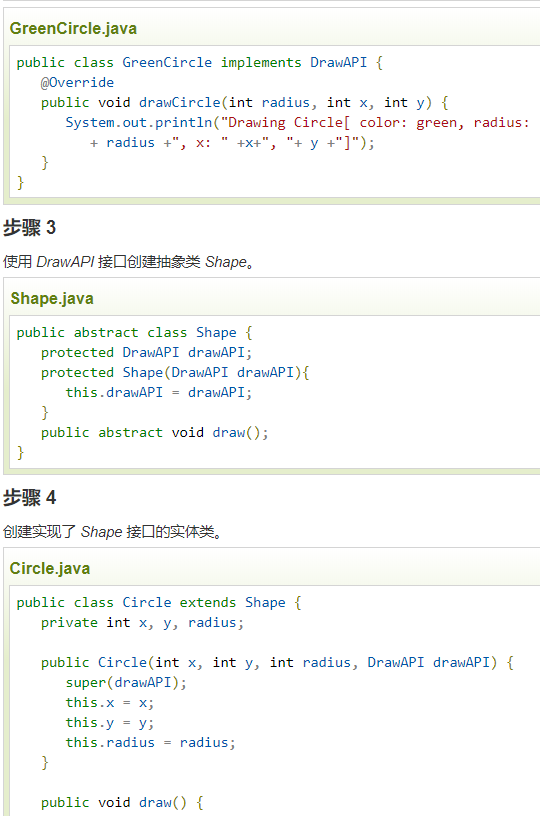 GreenCircle.java
public class GreenCircle implements DrawAPI {
   @Override
   public void drawCircle(int radius, int x, int y) {
      System.out.println("Drawing Circle[ color: green, radius:
         + radius +", x: " +x+", "+ y +"]");
   }
}
步骤 3
使用 DrawAPI 接口创建抽象类 Shape。
Shape.java
public abstract class Shape {
   protected DrawAPI drawAPI;
   protected Shape(DrawAPI drawAPI){
      this.drawAPI = drawAPI;
   }
   public abstract void draw();
}
步骤 4
创建实现了 Shape 接口的实体类。
Circle.java
public class Circle extends Shape {
   private int x, y, radius;

   public Circle(int x, int y, int radius, DrawAPI drawAPI) {
      super(drawAPI);
      this.x = x;
      this.y = y;
      this.radius = radius;
   }

   public void draw() {